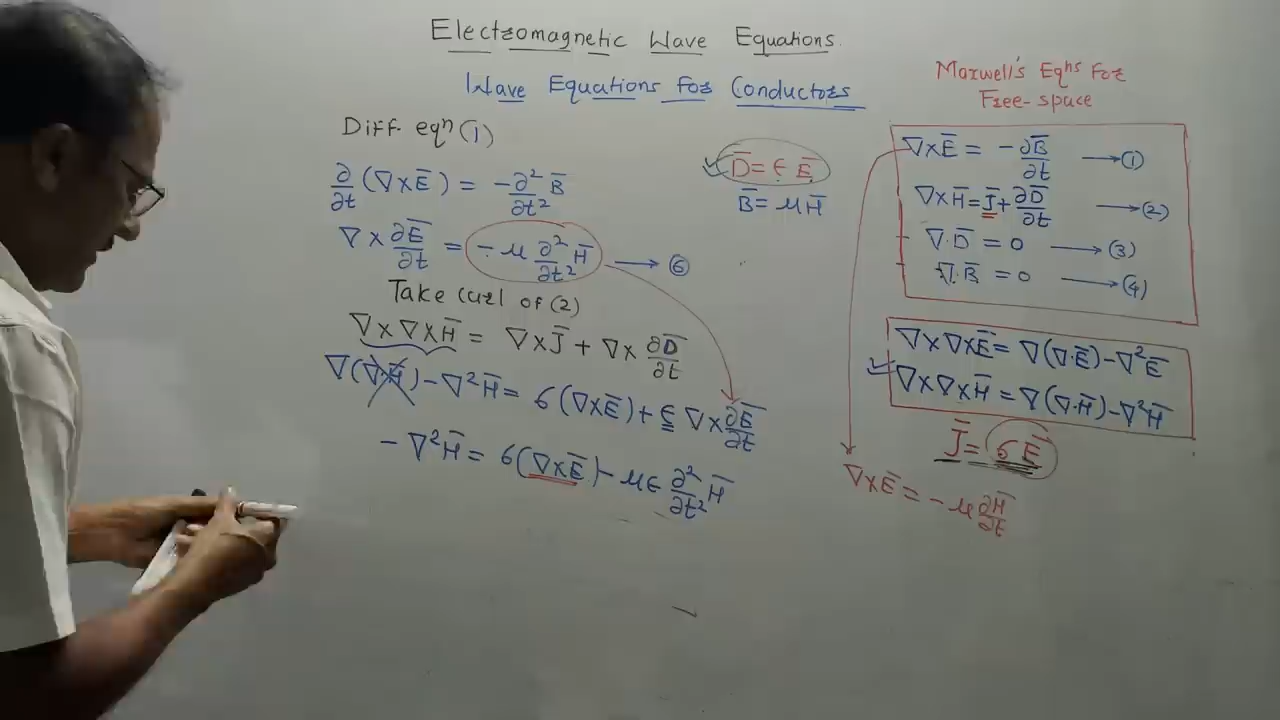 Electromagnetic Wave Equations.
Wave Equations for Conductors
Diff. eqⁿ (1)
∂/∂t (∇×E̅) = -∂²/∂t² B̅
∇ × ∂E̅/∂t = -μ ∂²/∂t² H̅ → ⑥
Take curl of (2)
∇×∇×H̅ = ∇×J̅ + ∇× ∂D̅/∂t
∇(∇·H̅) - ∇²H̅ = σ(∇×E̅) + ϵ ∇× ∂E̅/∂t
-∇²H̅ = σ(∇×E̅) - μϵ ∂²/∂t² H̅
D̅ = ϵ E̅
B̅ = μH̅
Maxwell's Eqⁿs For
Free-space
∇×E̅ = -∂B̅/∂t → ①
∇×H̅ = J̅ + ∂D̅/∂t → (2)
∇·D̅ = 0 → (3)
∇·B̅ = 0 → (4)
∇×∇×E̅ = ∇(∇·E̅) - ∇²E̅
∇×∇×H̅ = ∇(∇·H̅) - ∇²H̅
J̅ = σE̅
∇×E̅ = -μ ∂H̅/∂t